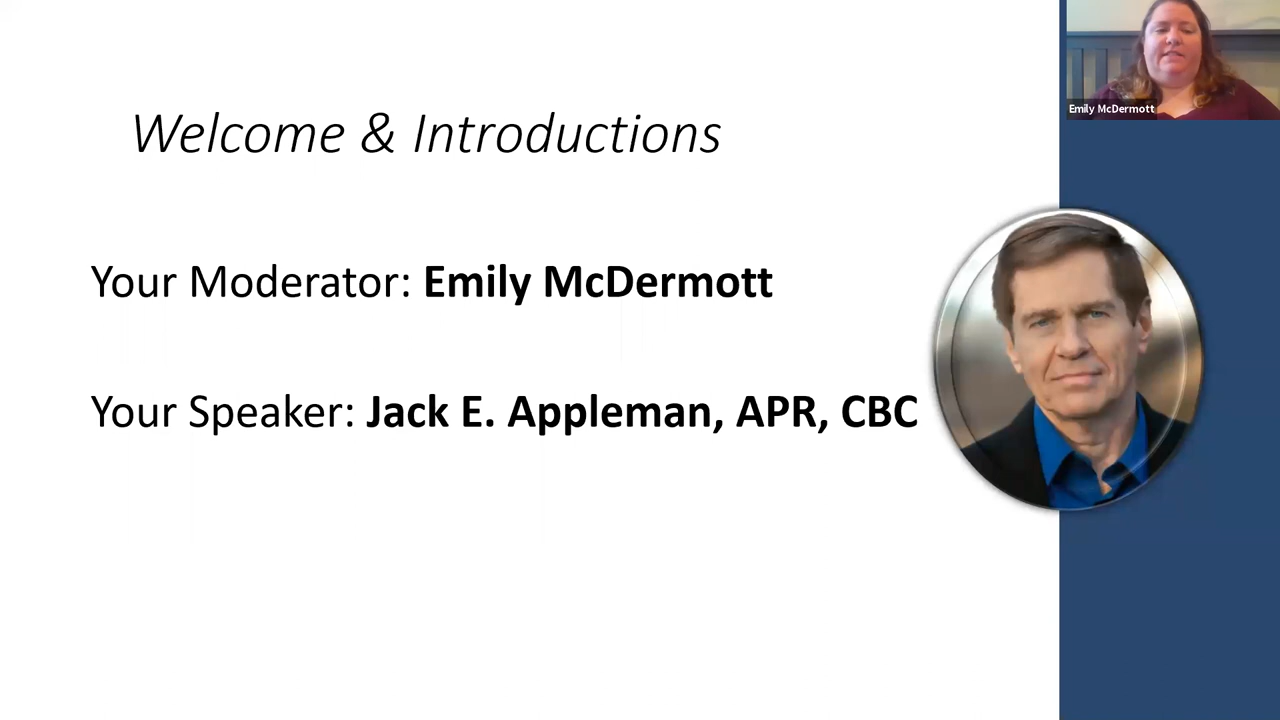 Emily McDermott
Welcome & Introductions
Your Moderator: Emily McDermott
Your Speaker: Jack E. Appleman, APR, CBC